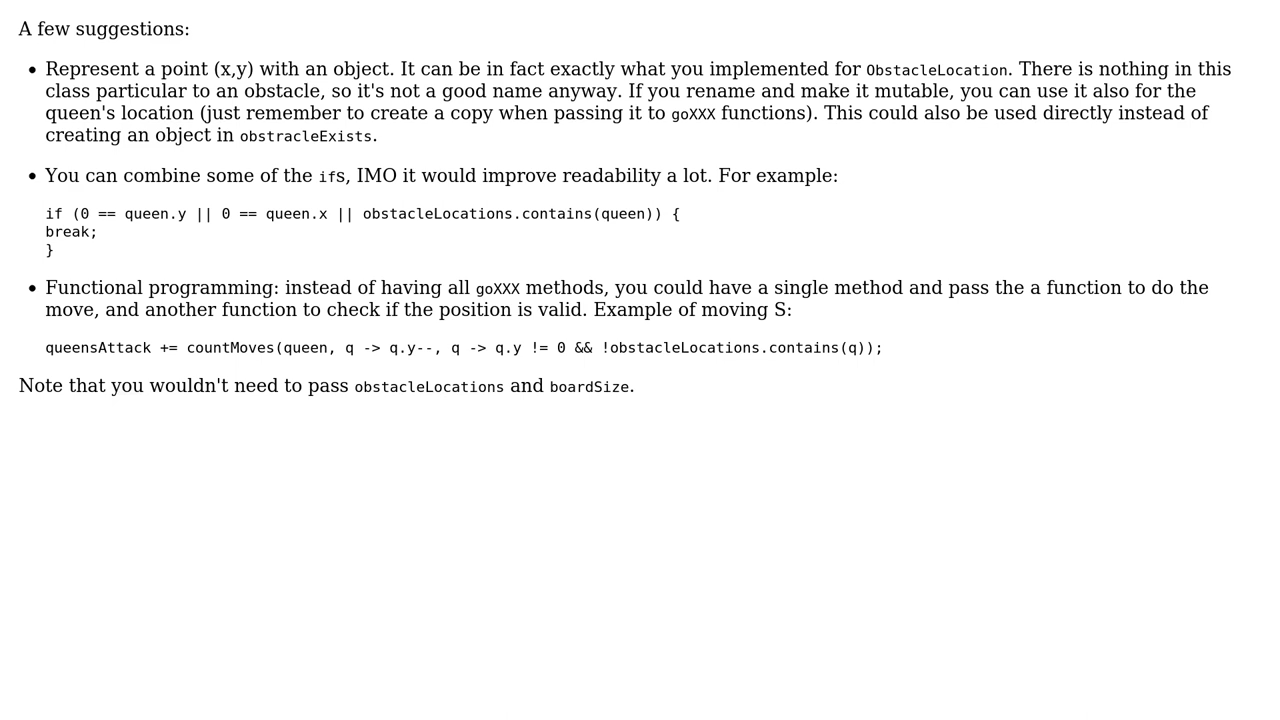 A few suggestions:
• Represent a point (x,y) with an object. It can be in fact exactly what you implemented for ObstacleLocation. There is nothing in this
class particular to an obstacle, so it's not a good name anyway. If you rename and make it mutable, you can use it also for the
queen's location (just remember to create a copy when passing it to goXXX functions). This could also be used directly instead of
creating an object in obstracleExists.
• You can combine some of the ifs, IMO it would improve readability a lot. For example:
if (0 == queen.y || 0 == queen.x || obstacleLocations.contains(queen)) {
break;
}
• Functional programming: instead of having all goXXX methods, you could have a single method and pass the a function to do the
move, and another function to check if the position is valid. Example of moving S:
queensAttack += countMoves(queen, q -> q.y--, q -> q.y != 0 && !obstacleLocations.contains(q));
Note that you wouldn't need to pass obstacleLocations and boardSize.